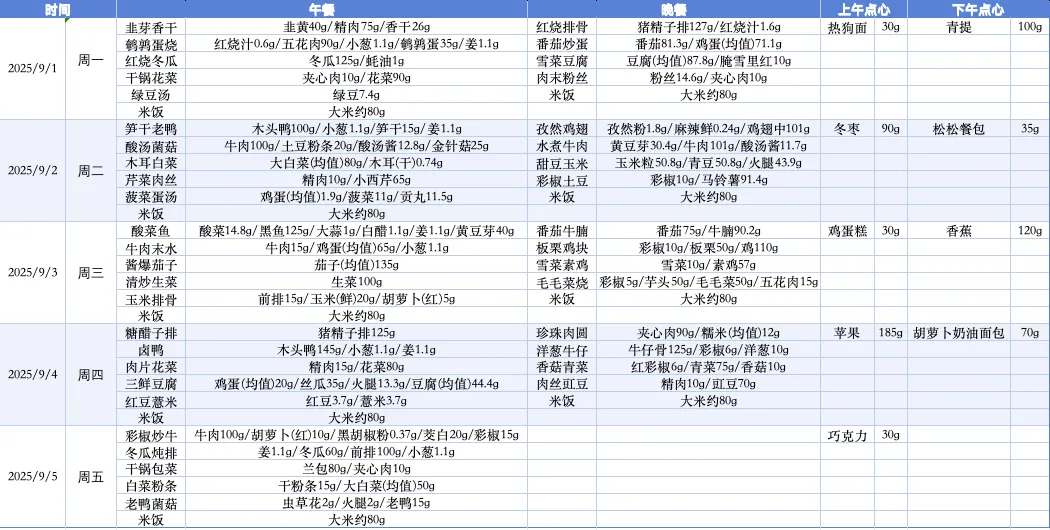 时间 午餐 晚餐 上午点心 下午点心
韭芽香干 韭黄40g/精肉75g/香干26g 红烧排骨 猪精子排127g/红烧汁1.6g 热狗面 30g 青提 100g
鹌鹑蛋烧 红烧汁0.6g/五花肉90g/小葱1.1g/鹌鹑蛋35g/姜1.1g 番茄炒蛋 番茄81.3g/鸡蛋(均值)71.1g
2025/9/1 周一 红烧冬瓜 冬瓜125g/蚝油1g 雪菜豆腐 豆腐(均值)87.8g/腌雪里红10g
干锅花菜 夹心肉10g/花菜90g 肉末粉丝 粉丝14.6g/夹心肉10g
绿豆汤 绿豆7.4g 米饭 大米约80g
米饭 大米约80g
笋干老鸭 木头鸭100g/小葱1.1g/笋干15g/姜1.1g 孜然鸡翅 孜然粉1.8g/麻辣鲜0.24g/鸡翅中101g 冬枣 90g 松松餐包 35g
酸汤菌菇 牛肉100g/土豆粉条20g/酸汤酱12.8g/金针菇25g 水煮牛肉 黄豆芽30.4g/牛肉101g/酸汤酱11.7g
2025/9/2 周二 木耳白菜 大白菜(均值)80g/木耳(干)0.74g 甜豆玉米 玉米粒50.8g/青豆50.8g/火腿43.9g
芹菜肉丝 精肉10g/小西芹65g 彩椒土豆 彩椒10g/马铃薯91.4g
菠菜蛋汤 鸡蛋(均值)1.9g/菠菜11g/贡丸11.5g 米饭 大米约80g
米饭 大米约80g
酸菜鱼 酸菜14.8g/黑鱼125g/大蒜1g/白醋1.1g/姜1.1g/黄豆芽40g 番茄牛腩 番茄75g/牛腩90.2g 鸡蛋糕 30g 香蕉 120g
牛肉末水 牛肉15g/鸡蛋(均值)65g/小葱1.1g 板栗鸡块 彩椒10g/板栗50g/鸡110g
2025/9/3 周三 酱爆茄子 茄子(均值)135g 雪菜素鸡 雪菜10g/素鸡57g
清炒生菜 生菜100g 毛毛菜烧 彩椒5g/芋头50g/毛毛菜50g/五花肉15g
玉米排骨 前排15g/玉米(鲜)20g/胡萝卜(红)5g 米饭 大米约80g
米饭 大米约80g
糖醋子排 猪精子排125g 珍珠肉圆 夹心肉90g/糯米(均值)12g 苹果 185g 胡萝卜奶油面包 70g
卤鸭 木头鸭145g/小葱1.1g/姜1.1g 洋葱牛仔 牛仔骨125g/彩椒6g/洋葱10g
2025/9/4 周四 肉片花菜 精肉15g/花菜80g 香菇青菜 红彩椒6g/青菜75g/香菇10g
三鲜豆腐 鸡蛋(均值)20g/丝瓜35g/火腿13.3g/豆腐(均值)44.4g 肉丝豇豆 精肉10g/豇豆70g
红豆薏米 红豆3.7g/薏米3.7g 米饭 大米约80g
米饭 大米约80g
彩椒炒牛 牛肉100g/胡萝卜(红)10g/黑胡椒粉0.37g/茭白20g/彩椒15g 巧克力 30g
冬瓜炖排 姜1.1g/冬瓜60g/前排100g/小葱1.1g
2025/9/5 周五 干锅包菜 兰包80g/夹心肉10g
白菜粉条 干粉条15g/大白菜(均值)50g
老鸭菌菇 虫草花2g/火腿2g/老鸭15g
米饭 大米约80g